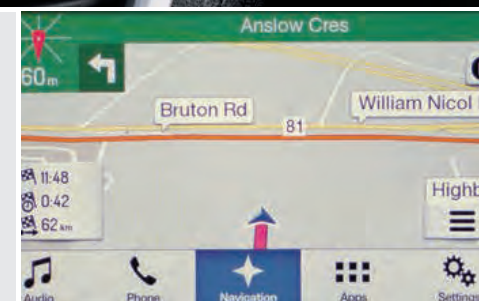 Anslow Cres
60 m
Bruton Rd
William Nicol
81
11:48
0:42
62 km
Highb
Audio
Phone
Navigation
Apps
Settings